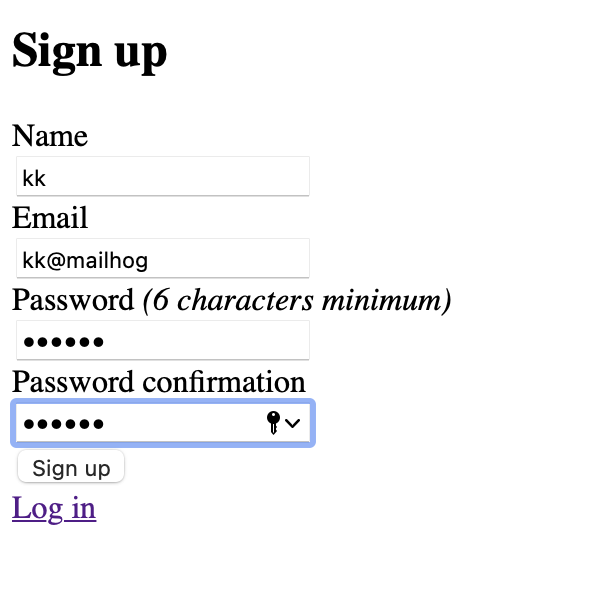 Sign up
Name
kk
Email
kk@mailhog
Password (6 characters minimum)
••••••
Password confirmation
••••••
Sign up
Log in